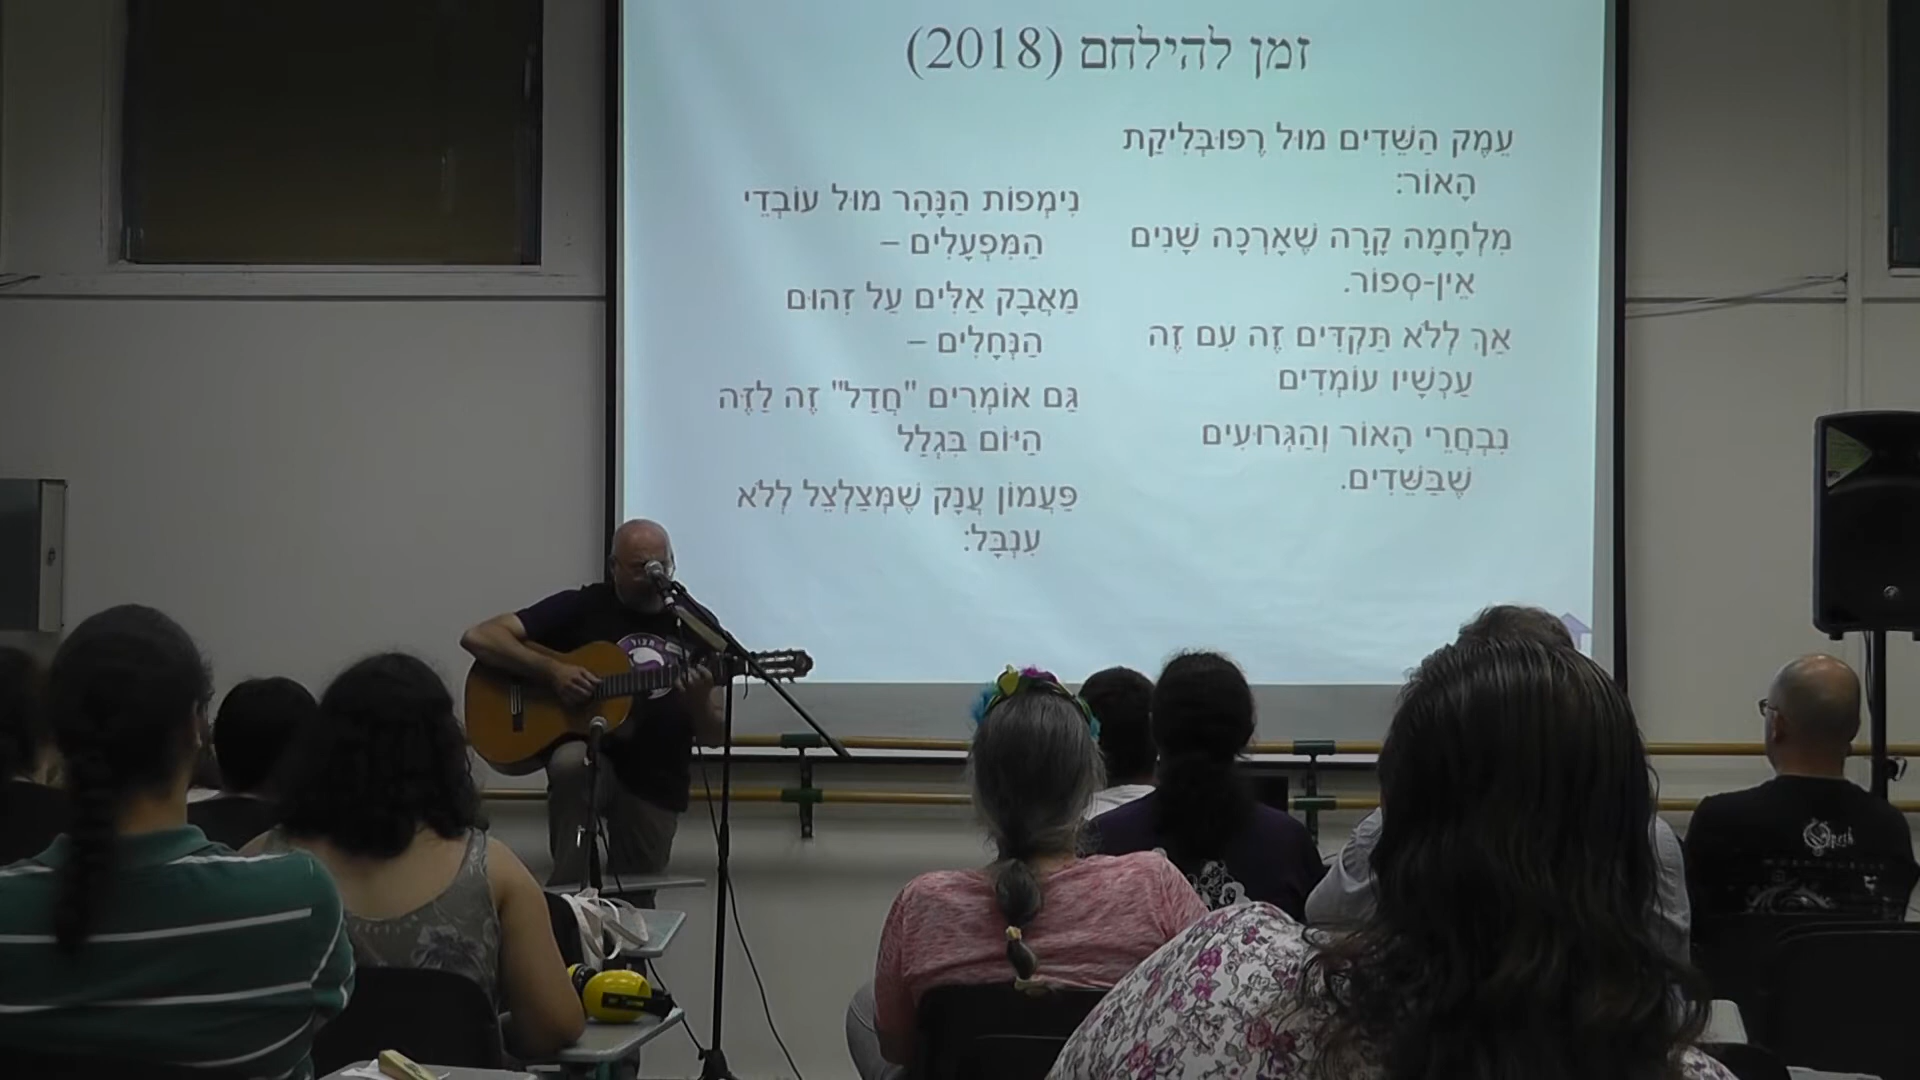 זמן להילחם (2018)
עֵמֶק הַשֵּׁדִים מוּל רֶפּוּבְּלִיקַת
הָאוֹר:
מִלְחָמָה קָרָה שֶׁאָרְכָה שָׁנִים
אֵין-סְפוֹר.
אַךְ לְלֹא תַּקְדִּים זֶה עִם זֶה
עַכְשָׁיו עוֹמְדִים
נִבְחֲרֵי הָאוֹר וְהַגְּרוּעִים
שֶׁבַּשֵּׁדִים.
נִימְפוֹת הַנָּהָר מוּל עוֹבְדֵי
הַמִּפְעָלִים –
מַאֲבָק אַלִּים עַל זִהוּם
הַנְּחָלִים –
גַּם אוֹמְרִים "חֲדַל" זֶה לַזֶּה
הַיּוֹם בִּגְלַל
פַּעֲמוֹן עֲנָק שֶׁמְּצַלְצֵל לְלֹא
עִנְבָּל:
Opeth